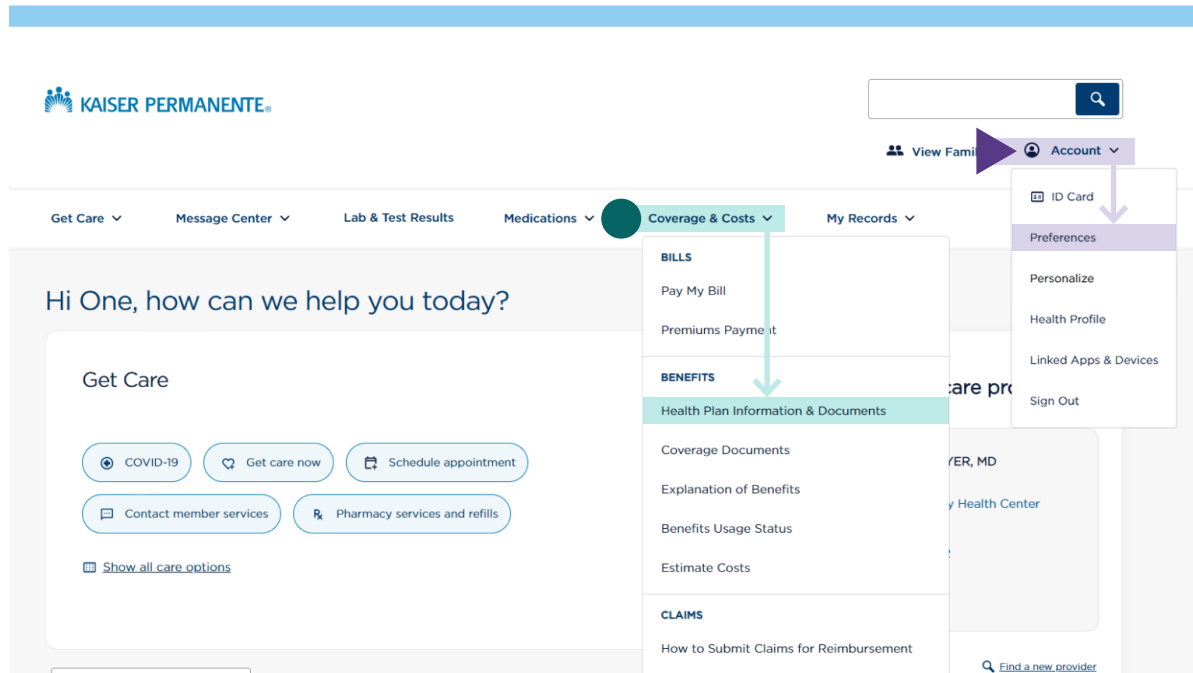 KAISER PERMANENTE®
View Famil
Account
ID Card
Preferences
Personalize
Health Profile
Linked Apps & Devices
Sign Out
Get Care
Message Center
Lab & Test Results
Medications
Coverage & Costs
My Records
BILLS
Pay My Bill
Premiums Payment
BENEFITS
Health Plan Information & Documents
Coverage Documents
Explanation of Benefits
Benefits Usage Status
Estimate Costs
CLAIMS
How to Submit Claims for Reimbursement
Hi One, how can we help you today?
Get Care
COVID-19
Get care now
Schedule appointment
Contact member services
Pharmacy services and refills
Show all care options
care pro
YER, MD
y Health Center
Find a new provider